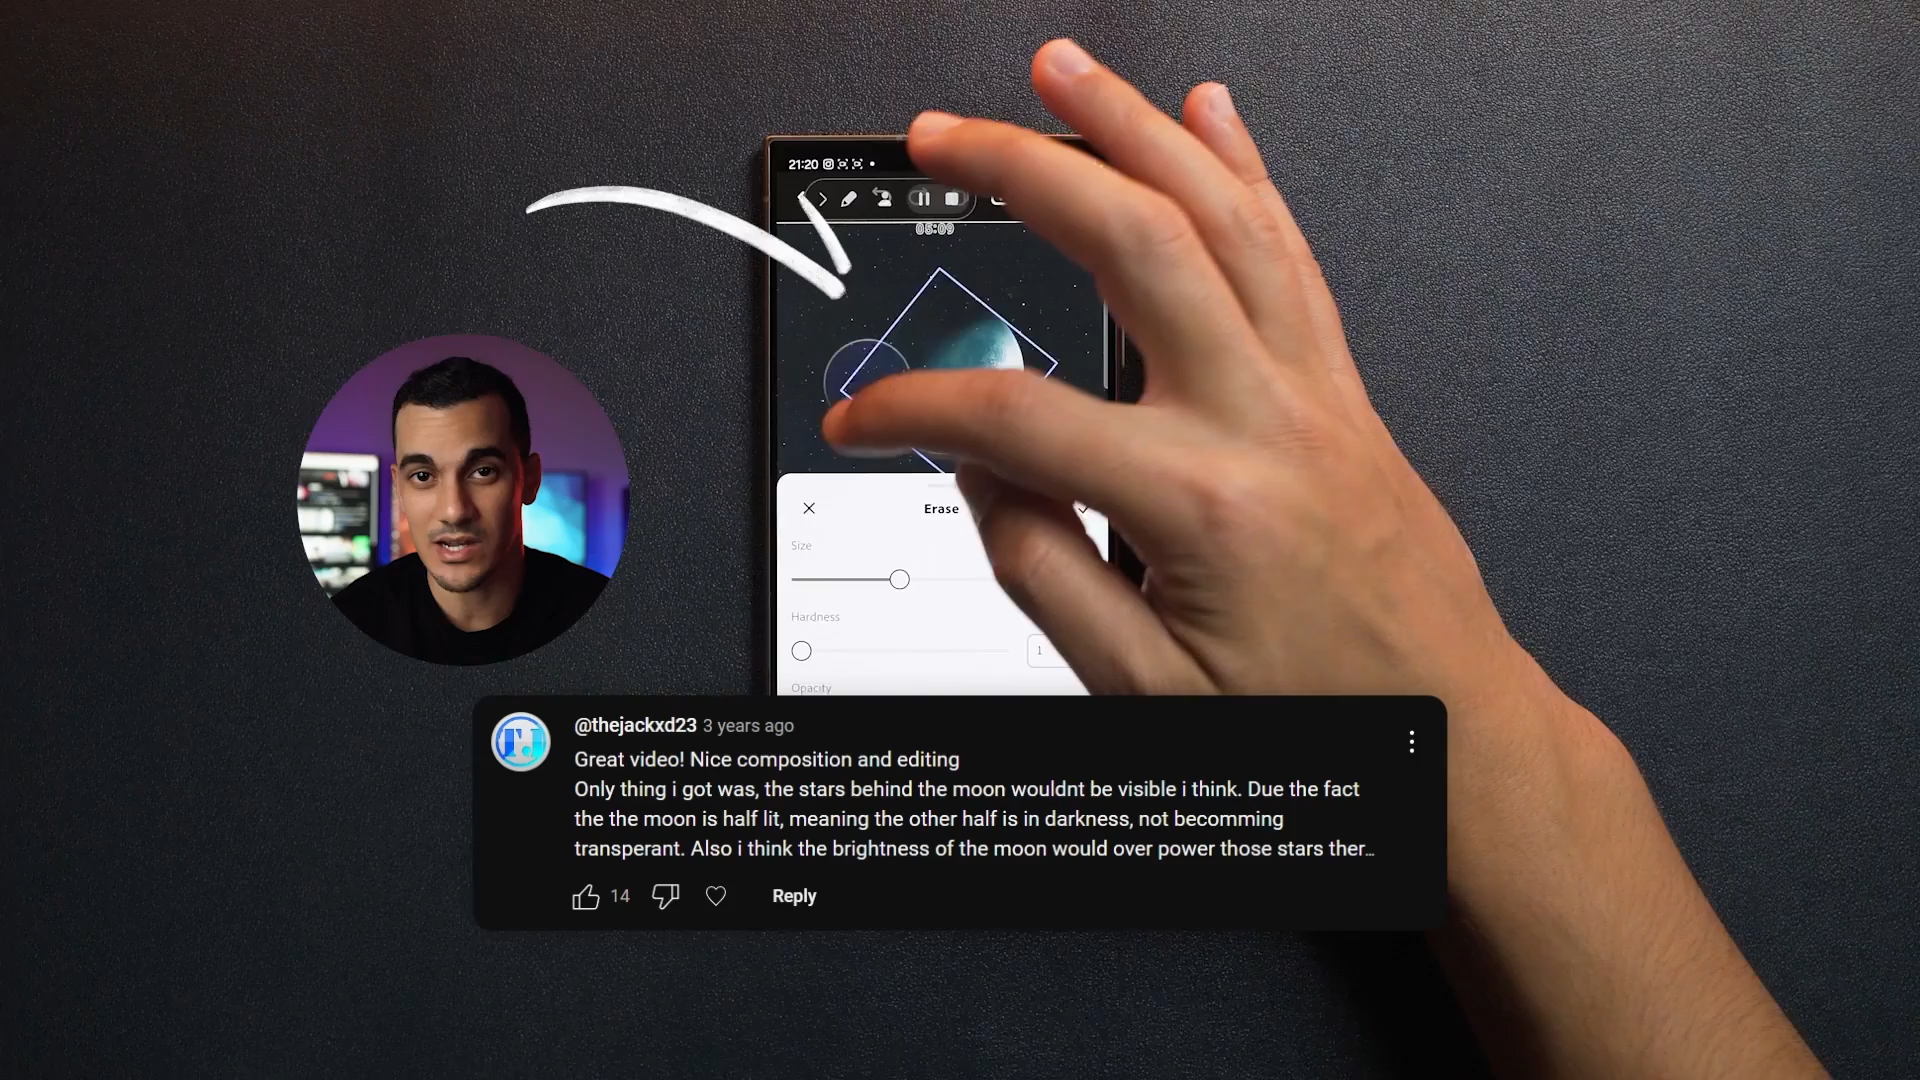 21:20
05:09
Erase
Size
Hardness
1
Opacity
@thejackxd23 3 years ago
Great video! Nice composition and editing
Only thing i got was, the stars behind the moon wouldnt be visible i think. Due the fact
the the moon is half lit, meaning the other half is in darkness, not becomming
transperant. Also i think the brightness of the moon would over power those stars ther…
14
Reply